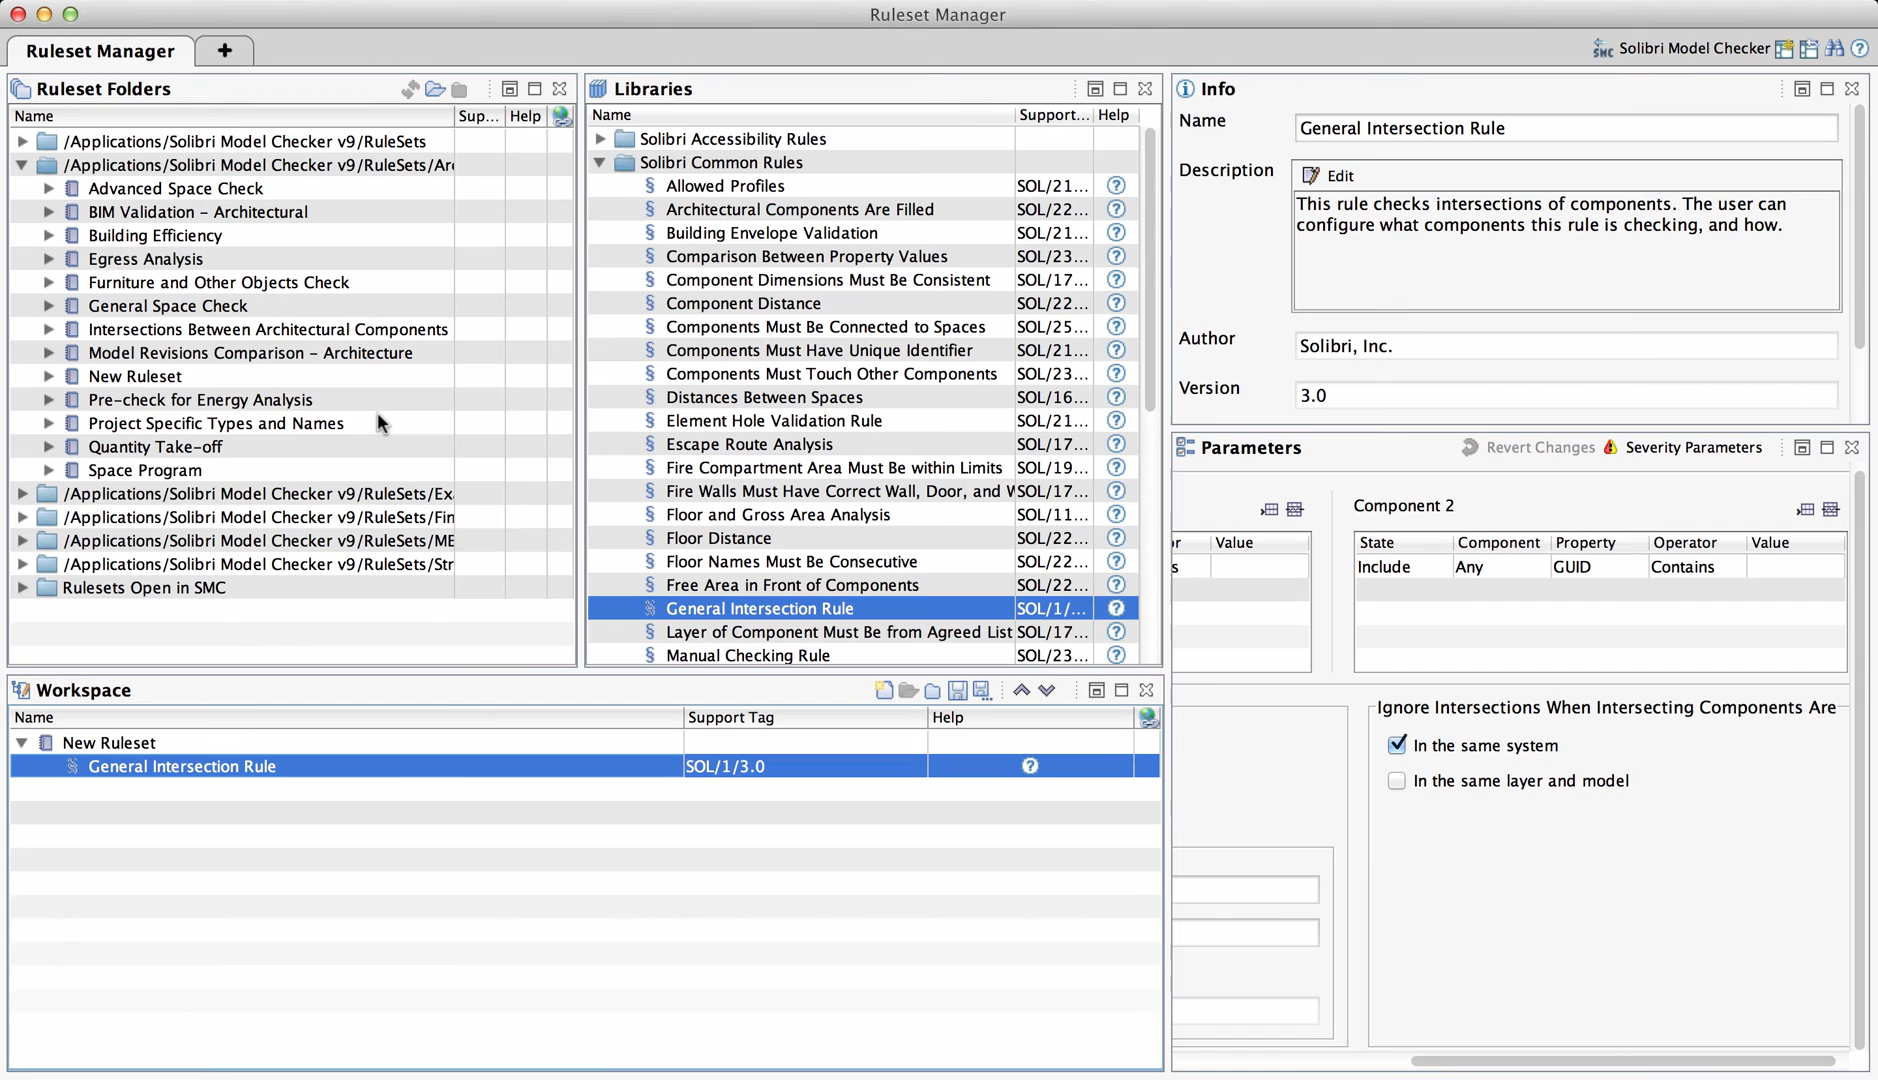 Ruleset Manager
Ruleset Manager +
SMC Solibri Model Checker
Ruleset Folders
Name Sup... Help
/Applications/Solibri Model Checker v9/RuleSets
/Applications/Solibri Model Checker v9/RuleSets/Arc
Advanced Space Check
BIM Validation – Architectural
Building Efficiency
Egress Analysis
Furniture and Other Objects Check
General Space Check
Intersections Between Architectural Components
Model Revisions Comparison – Architecture
New Ruleset
Pre-check for Energy Analysis
Project Specific Types and Names
Quantity Take-off
Space Program
/Applications/Solibri Model Checker v9/RuleSets/Exa
/Applications/Solibri Model Checker v9/RuleSets/Fin
/Applications/Solibri Model Checker v9/RuleSets/ME
/Applications/Solibri Model Checker v9/RuleSets/Str
Rulesets Open in SMC
Libraries
Name Support... Help
Solibri Accessibility Rules
Solibri Common Rules
§ Allowed Profiles SOL/21... ?
§ Architectural Components Are Filled SOL/22... ?
§ Building Envelope Validation SOL/21... ?
§ Comparison Between Property Values SOL/23... ?
§ Component Dimensions Must Be Consistent SOL/17... ?
§ Component Distance SOL/22... ?
§ Components Must Be Connected to Spaces SOL/25... ?
§ Components Must Have Unique Identifier SOL/21... ?
§ Components Must Touch Other Components SOL/23... ?
§ Distances Between Spaces SOL/16... ?
§ Element Hole Validation Rule SOL/21... ?
§ Escape Route Analysis SOL/17... ?
§ Fire Compartment Area Must Be within Limits SOL/19... ?
§ Fire Walls Must Have Correct Wall, Door, and W SOL/17... ?
§ Floor and Gross Area Analysis SOL/11... ?
§ Floor Distance SOL/22... ?
§ Floor Names Must Be Consecutive SOL/22... ?
§ Free Area in Front of Components SOL/22... ?
§ General Intersection Rule SOL/1/... ?
§ Layer of Component Must Be from Agreed List SOL/17... ?
§ Manual Checking Rule SOL/23... ?
Info
Name General Intersection Rule
Description Edit
This rule checks intersections of components. The user can
configure what components this rule is checking, and how.
Author Solibri, Inc.
Version 3.0
Parameters Revert Changes Severity Parameters
Component 2
r Value
s
State Component Property Operator Value
Include Any GUID Contains
Ignore Intersections When Intersecting Components Are
In the same system
In the same layer and model
Workspace
Name Support Tag Help
New Ruleset
§ General Intersection Rule SOL/1/3.0 ?